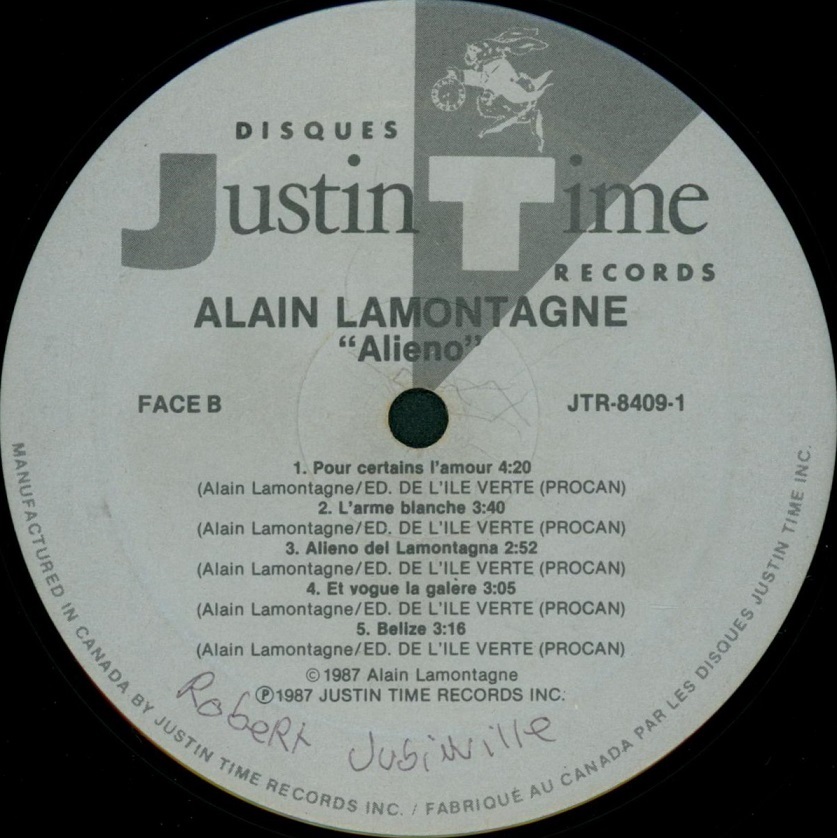 DISQUES
Justin Time
RECORDS
ALAIN LAMONTAGNE
“Alieno”
FACE B
JTR-8409-1
1. Pour certains l'amour 4:20
(Alain Lamontagne/ED. DE L'ILE VERTE (PROCAN)
2. L'arme blanche 3:40
(Alain Lamontagne/ED. DE L'ILE VERTE (PROCAN)
3. Alieno del Lamontagna 2:52
(Alain Lamontagne/ED. DE L'ILE VERTE (PROCAN)
4. Et vogue la galère 3:05
(Alain Lamontagne/ED. DE L'ILE VERTE (PROCAN)
5. Belize 3:16
(Alain Lamontagne/ED. DE L'ILE VERTE (PROCAN)
©1987 Alain Lamontagne
℗1987 JUSTIN TIME RECORDS INC.
Robert
MANUFACTURED IN CANADA BY JUSTIN TIME RECORDS INC. / FABRIQUÉ AU CANADA PAR LES DISQUES JUSTIN TIME INC.